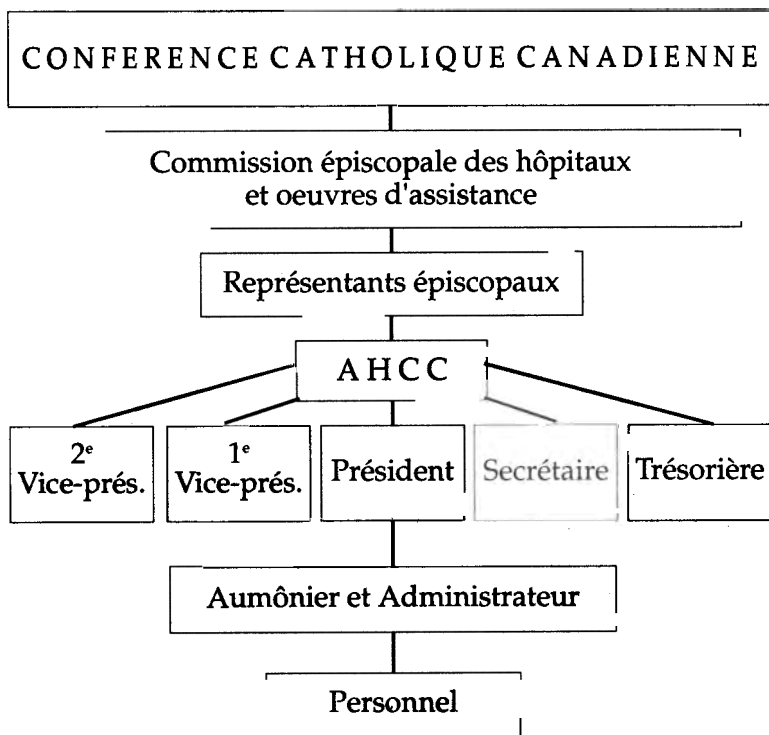 CONFERENCE CATHOLIQUE CANADIENNE
Commission épiscopale des hôpitaux
et oeuvres d'assistance
Représentants épiscopaux
AHCC
2e
Vice-prés.
1e
Vice-prés.
Président
Secrétaire
Trésorière
Aumônier et Administrateur
Personnel